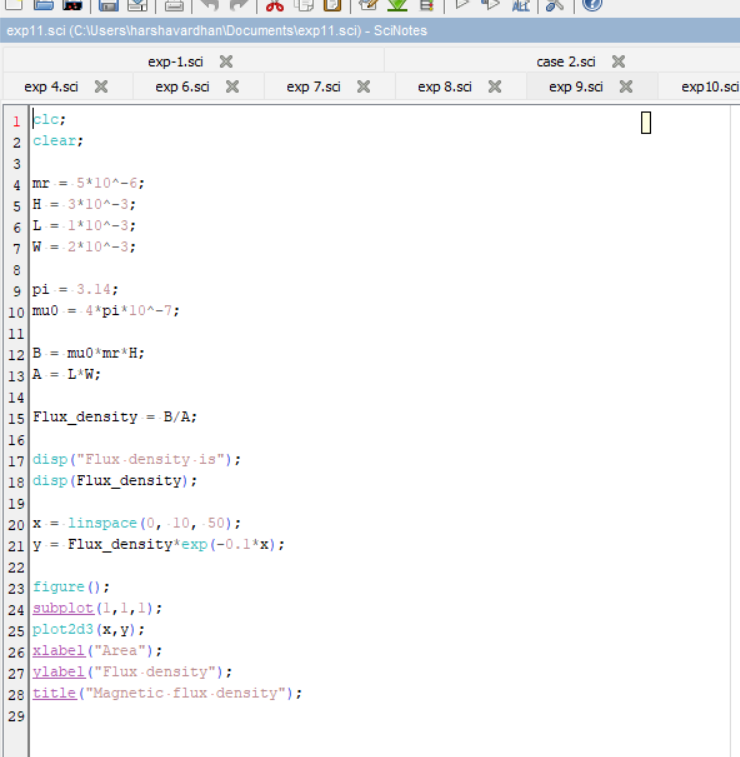 exp11.sci (C:\Users\harshavardhan\Documents\exp11.sci) - SciNotes
exp-1.sci case 2.sci
exp 4.sci exp 6.sci exp 7.sci exp 8.sci exp 9.sci exp10.sci
1 clc;
2 clear;
3
4 mr = 5*10^-6;
5 H = 3*10^-3;
6 L = 1*10^-3;
7 W = 2*10^-3;
8
9 pi = 3.14;
10 mu0 = 4*pi*10^-7;
11
12 B = mu0*mr*H;
13 A = L*W;
14
15 Flux_density = B/A;
16
17 disp("Flux density is");
18 disp(Flux_density);
19
20 x = linspace(0, 10, 50);
21 y = Flux_density*exp(-0.1*x);
22
23 figure();
24 subplot(1,1,1);
25 plot2d3(x,y);
26 xlabel("Area");
27 ylabel("Flux density");
28 title("Magnetic flux density");
29